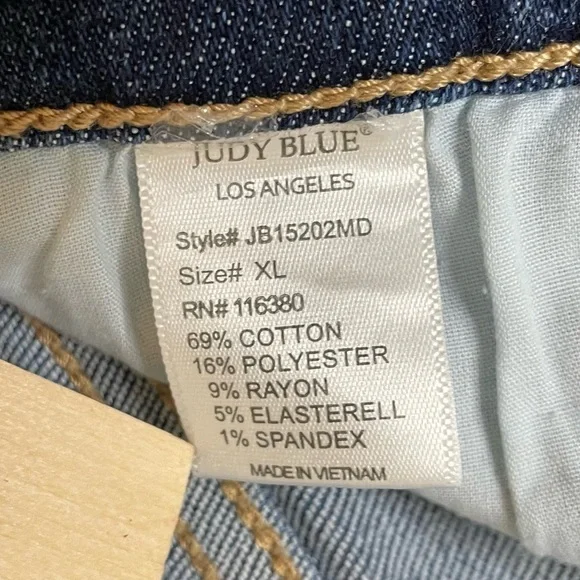 JUDY BLUE®
LOS ANGELES
Style# JB15202MD
Size# XL
RN# 116380
69% COTTON
16% POLYESTER
9% RAYON
5% ELASTERELL
1% SPANDEX
MADE IN VIETNAM